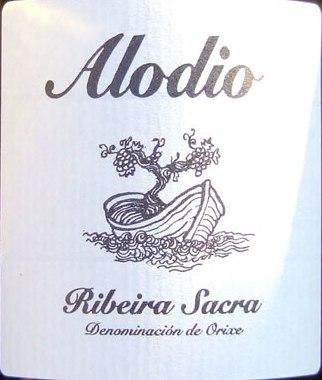 Alodio
Ribeira Sacra
Denominación de Orixe